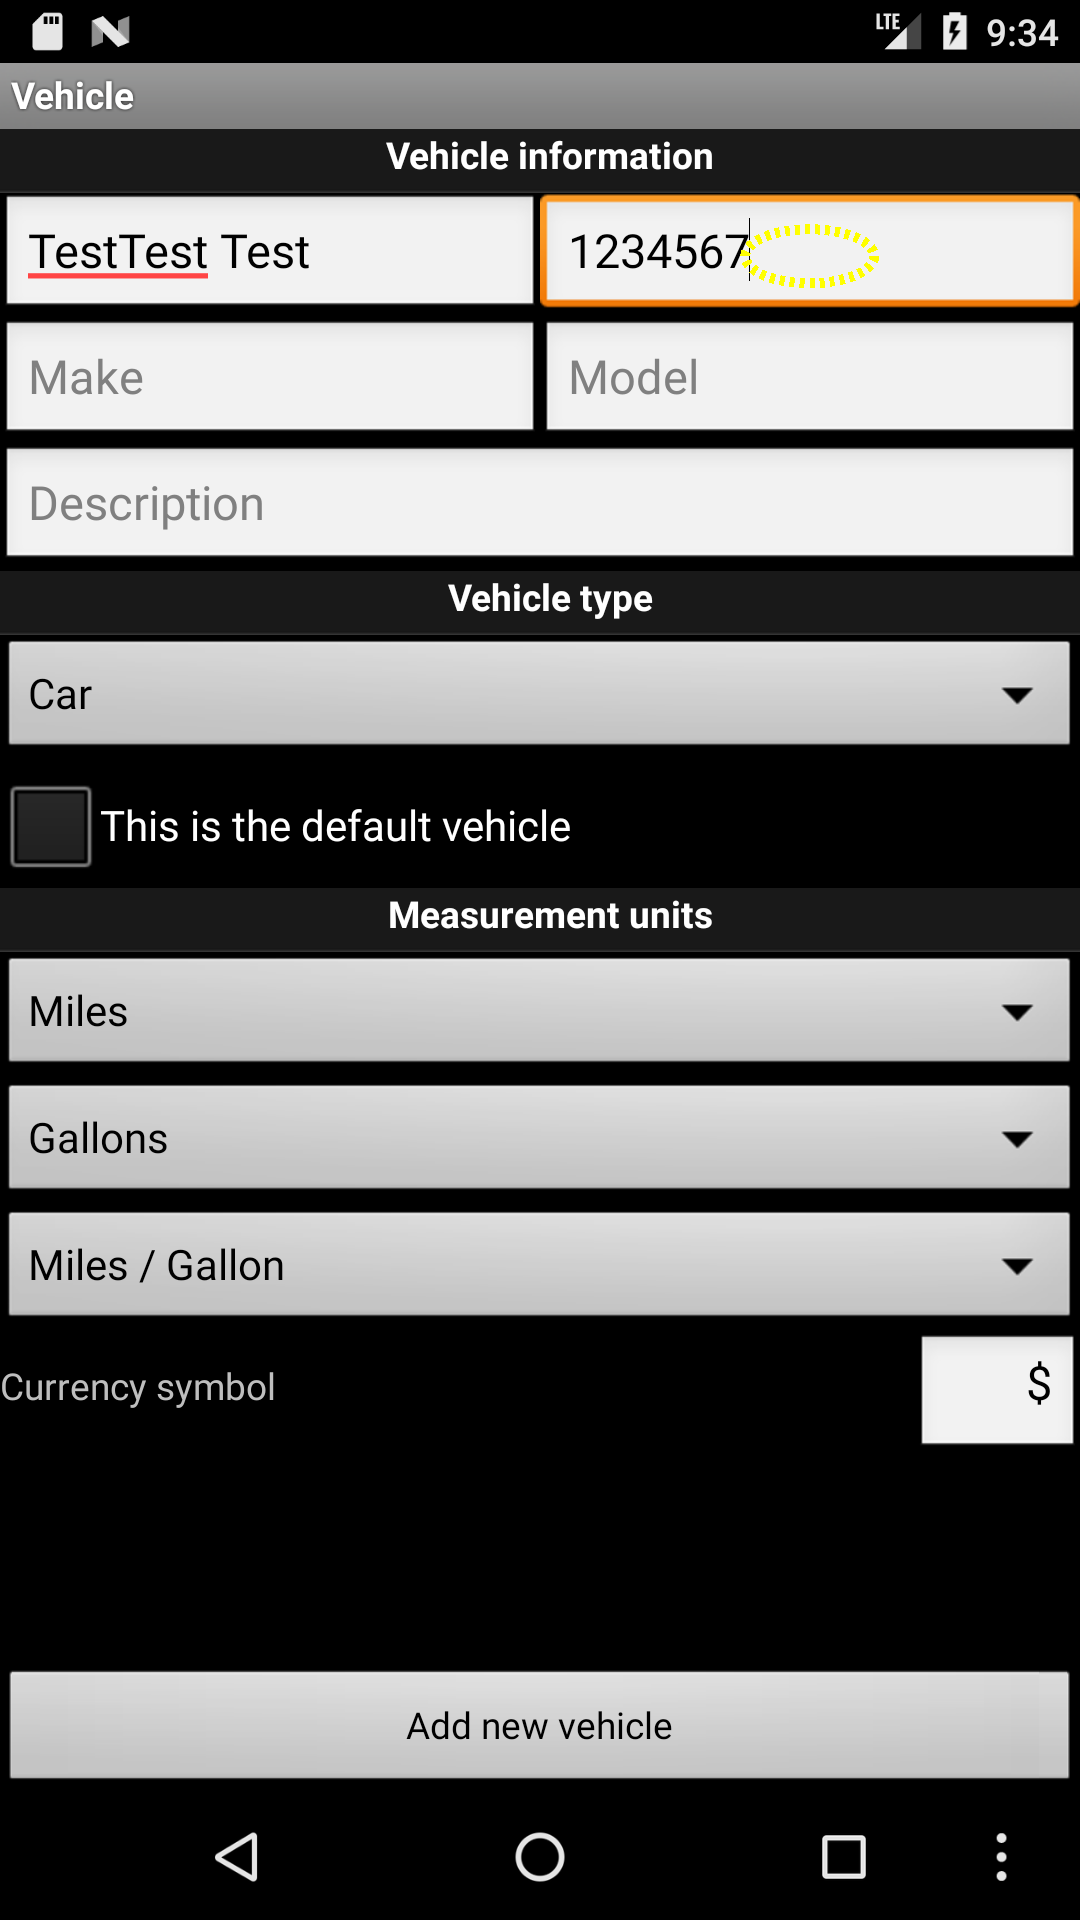 LTE 9:34
Vehicle
Vehicle information
TestTest Test 1234567
Make Model
Description
Vehicle type
Car
This is the default vehicle
Measurement units
Miles
Gallons
Miles / Gallon
Currency symbol $
Add new vehicle